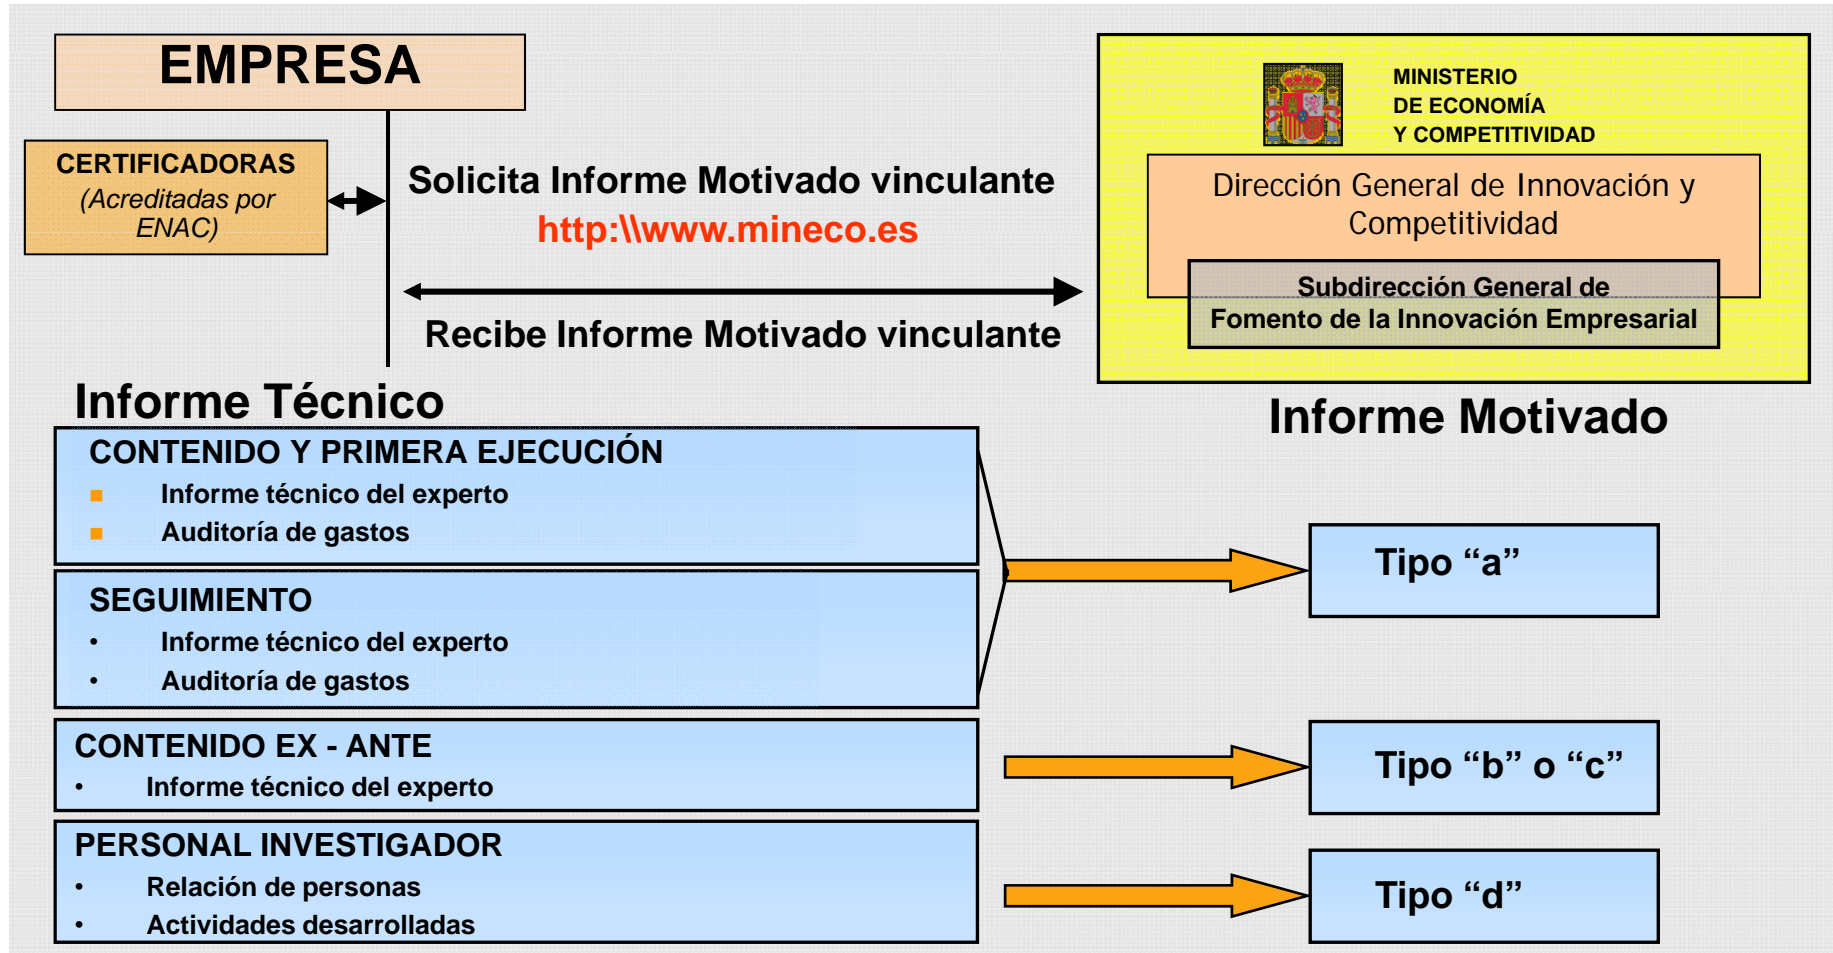 EMPRESA
CERTIFICADORAS
(Acreditadas por
ENAC)
Solicita Informe Motivado vinculante
http:\\www.mineco.es
Recibe Informe Motivado vinculante
MINISTERIO
DE ECONOMÍA
Y COMPETITIVIDAD
Dirección General de Innovación y
Competitividad
Subdirección General de
Fomento de la Innovación Empresarial
Informe Técnico
Informe Motivado
CONTENIDO Y PRIMERA EJECUCIÓN
■ Informe técnico del experto
■ Auditoría de gastos
SEGUIMIENTO
• Informe técnico del experto
• Auditoría de gastos
Tipo “a”
CONTENIDO EX - ANTE
• Informe técnico del experto
Tipo “b” o “c”
PERSONAL INVESTIGADOR
• Relación de personas
• Actividades desarrolladas
Tipo “d”